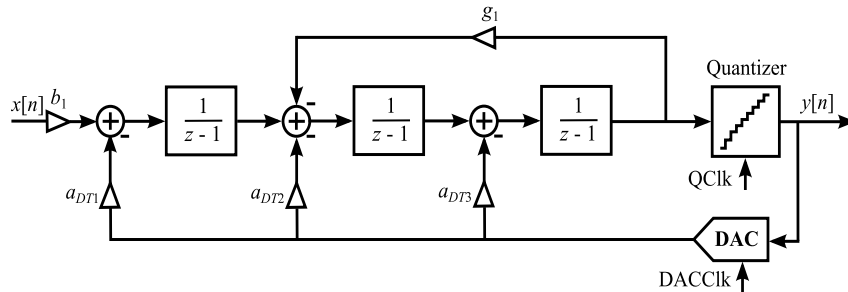 g1
Quantizer
x[n] b1
1
z - 1
1
z - 1
1
z - 1
y[n]
QClk
aDT1
aDT2
aDT3
DAC
DACClk